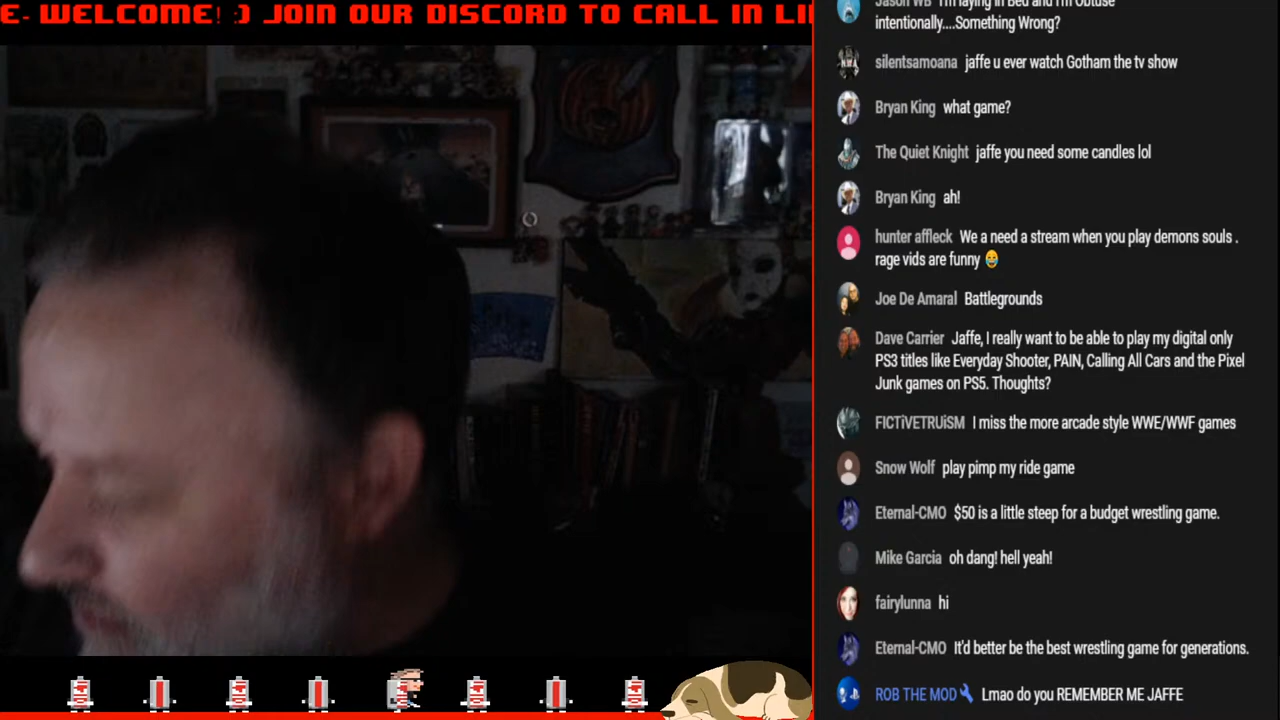 E- WELCOME! :) JOIN OUR DISCORD TO CALL IN LI
Jason WB I'm laying in Bed and I'm Obtuse
intentionally....Something Wrong?
silentsamoana jaffe u ever watch Gotham the tv show
Bryan King what game?
The Quiet Knight jaffe you need some candles lol
Bryan King ah!
hunter affleck We a need a stream when you play demons souls .
rage vids are funny 😂
Joe De Amaral Battlegrounds
Dave Carrier Jaffe, I really want to be able to play my digital only
PS3 titles like Everyday Shooter, PAIN, Calling All Cars and the Pixel
Junk games on PS5. Thoughts?
FICTiVETRUiSM I miss the more arcade style WWE/WWF games
Snow Wolf play pimp my ride game
Eternal-CMO $50 is a little steep for a budget wrestling game.
Mike Garcia oh dang! hell yeah!
fairylunna hi
Eternal-CMO It'd better be the best wrestling game for generations.
ROB THE MOD🔧 Lmao do you REMEMBER ME JAFFE